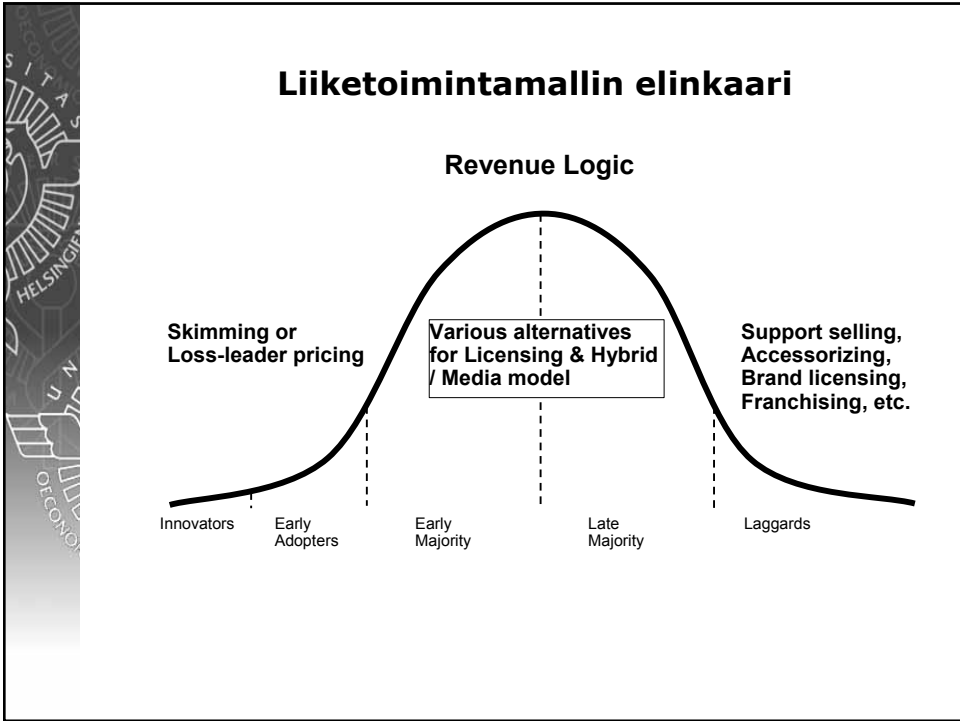 Liiketoimintamallin elinkaari
Revenue Logic
Skimming or
Loss-leader pricing
Various alternatives
for Licensing & Hybrid
/ Media model
Support selling,
Accessorizing,
Brand licensing,
Franchising, etc.
Innovators
Early
Adopters
Early
Majority
Late
Majority
Laggards
HELSINGIEN